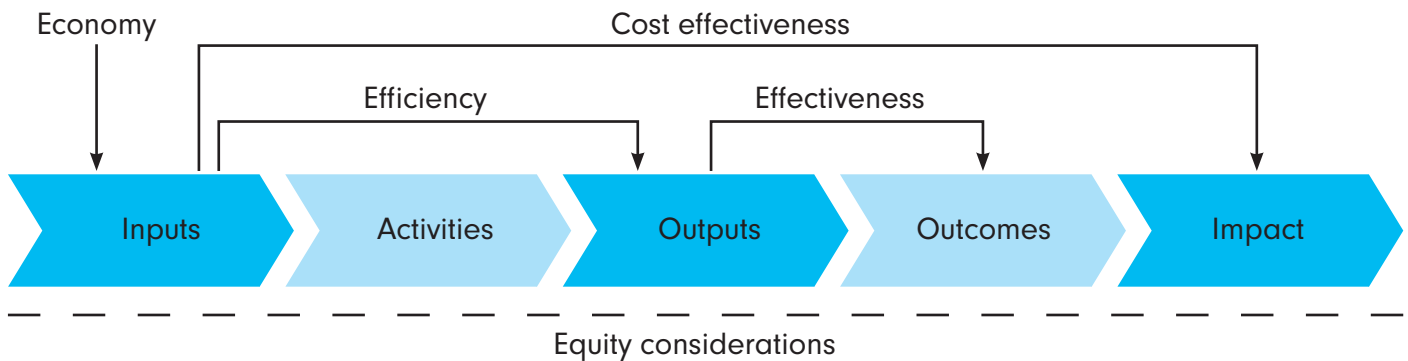 Economy
Cost effectiveness
Efficiency
Effectiveness
Inputs
Activities
Outputs
Outcomes
Impact
Equity considerations